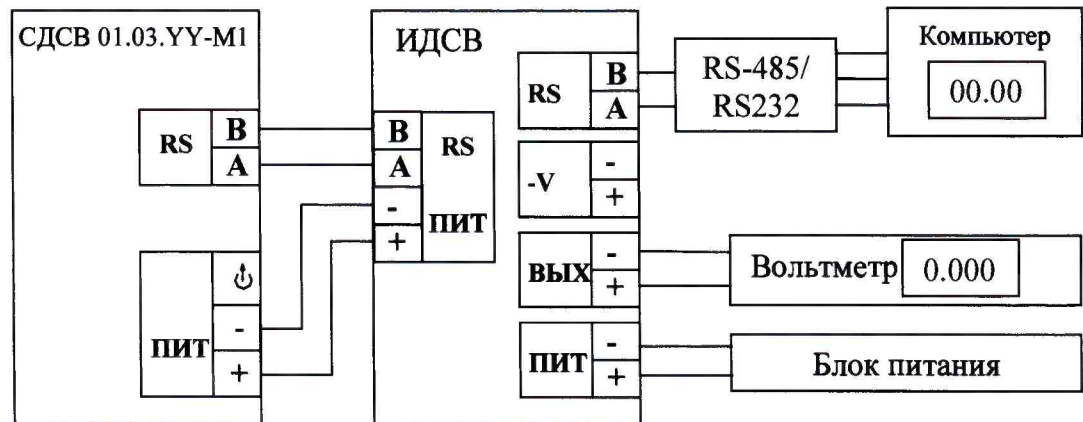 СДСВ 01.03.YY-М1
RS
В
А
ПИТ
-
+
ИДСВ
В
А
-
+
RS
ПИТ
RS
В
А
-V
-
+
ВЫХ
-
+
ПИТ
-
+
RS-485/
RS232
Компьютер
00.00
Вольтметр
0.000
Блок питания